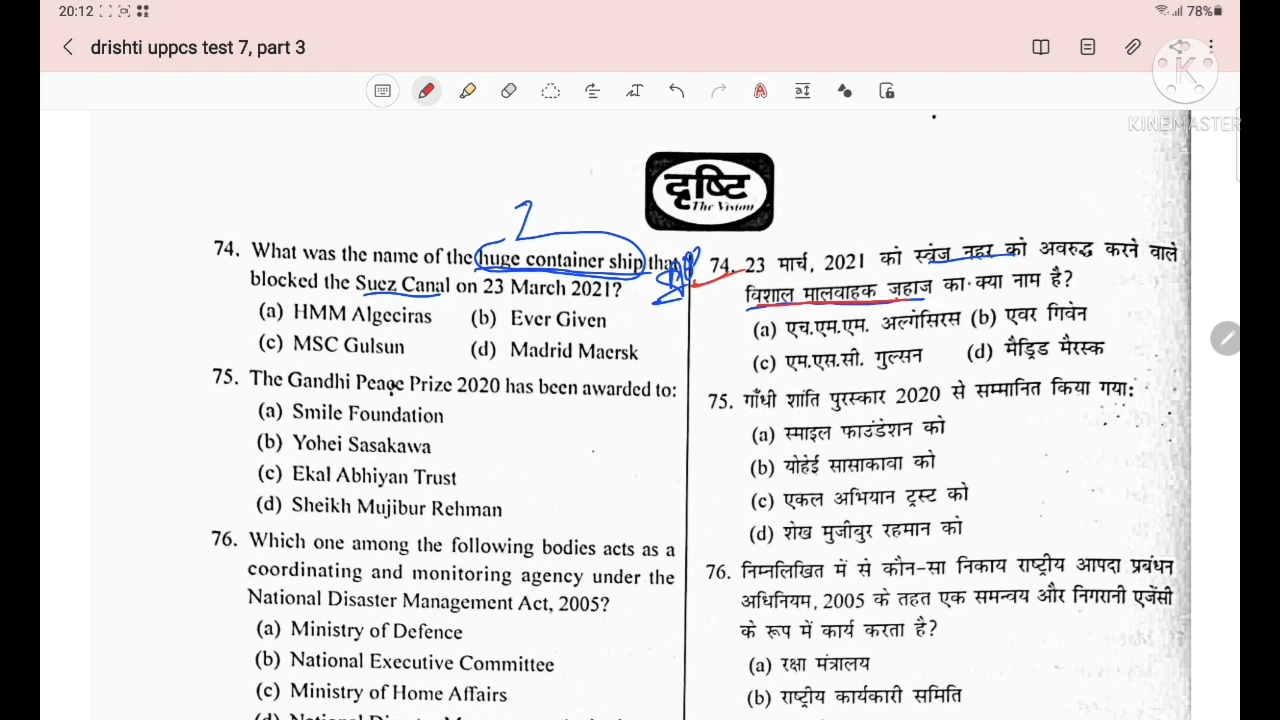 20:12
78%
drishti uppcs test 7, part 3
K
KINEMASTER
दृष्टि
The Vision
74. What was the name of the huge container ship that
blocked the Suez Canal on 23 March 2021?
(a) HMM Algeciras (b) Ever Given
(c) MSC Gulsun (d) Madrid Maersk
75. The Gandhi Peace Prize 2020 has been awarded to:
(a) Smile Foundation
(b) Yohei Sasakawa
(c) Ekal Abhiyan Trust
(d) Sheikh Mujibur Rehman
76. Which one among the following bodies acts as a
coordinating and monitoring agency under the
National Disaster Management Act, 2005?
(a) Ministry of Defence
(b) National Executive Committee
(c) Ministry of Home Affairs
74. 23 मार्च, 2021 को स्वेज नहर को अवरुद्ध करने वाले
विशाल मालवाहक जहाज का क्या नाम है?
(a) एच.एम.एम. अल्गेसिरस (b) एवर गिवेन
(c) एम.एस.सी. गुल्सन (d) मैड्रिड मैरस्क
75. गाँधी शांति पुरस्कार 2020 से सम्मानित किया गया:
(a) स्माइल फाउंडेशन को
(b) योहेई सासाकावा को
(c) एकल अभियान ट्रस्ट को
(d) शेख मुजीबुर रहमान को
76. निम्नलिखित में से कौन-सा निकाय राष्ट्रीय आपदा प्रबंधन
अधिनियम, 2005 के तहत एक समन्वय और निगरानी एजेंसी
के रूप में कार्य करता है?
(a) रक्षा मंत्रालय
(b) राष्ट्रीय कार्यकारी समिति